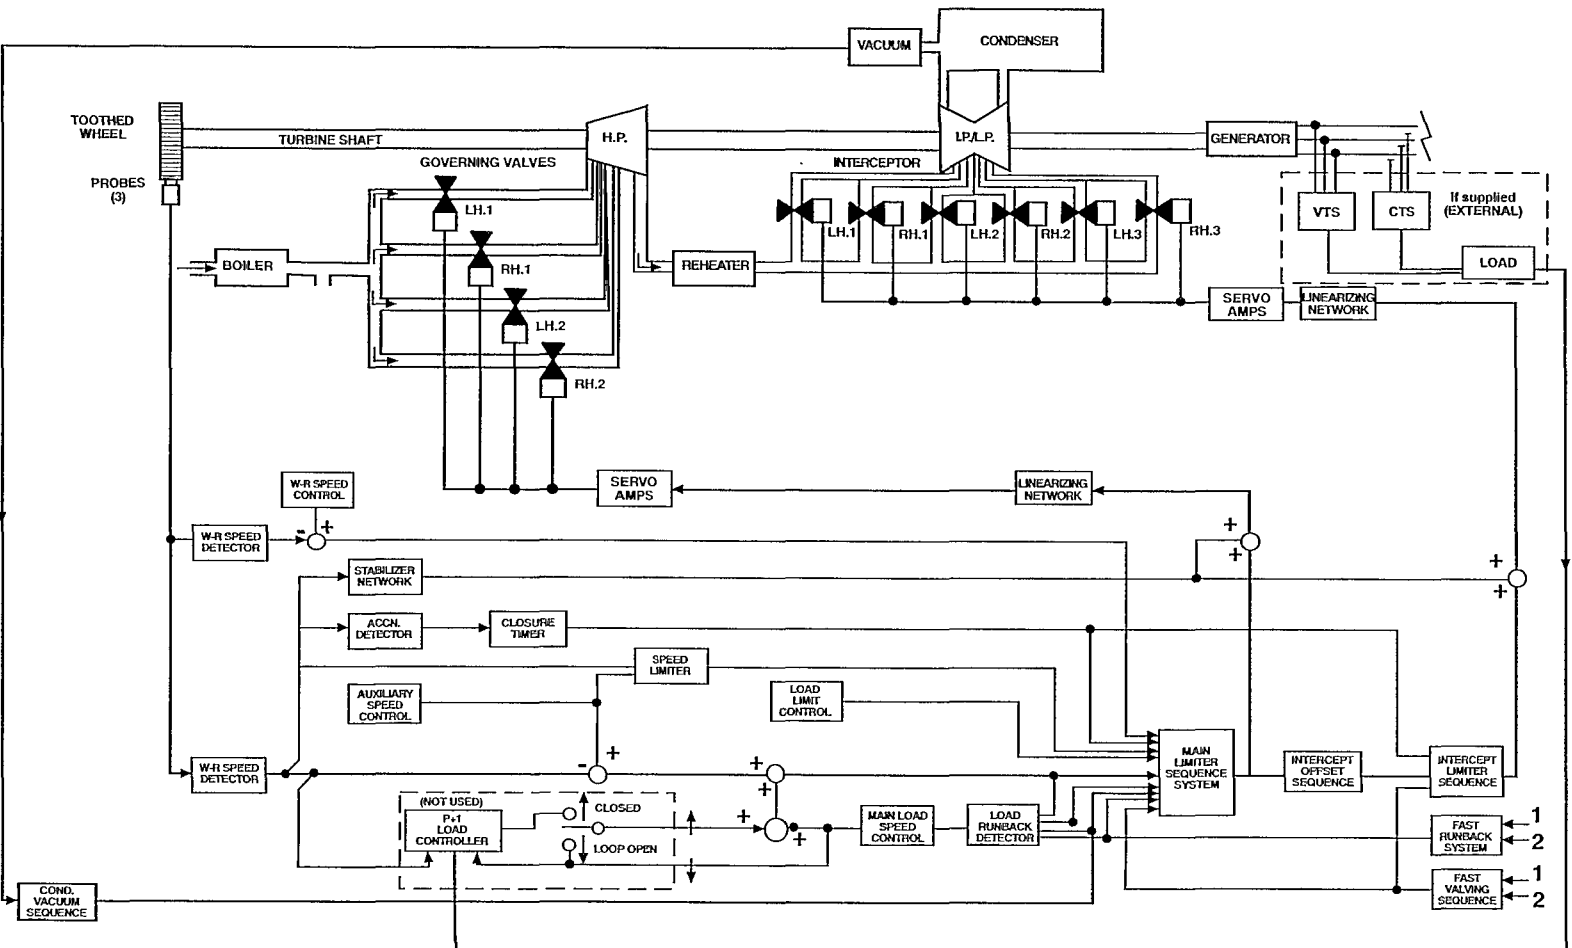 VACUUM
CONDENSER
TOOTHED
WHEEL
TURBINE SHAFT
H.P.
I.P./L.P.
GENERATOR
GOVERNING VALVES
INTERCEPTOR
PROBES
(3)
LH.1
RH.1
LH.2
RH.2
BOILER
REHEATER
LH.1
RH.1
LH.2
RH.2
LH.3
RH.3
VTS
CTS
If supplied
(EXTERNAL)
LOAD
SERVO
AMPS
LINEARIZING
NETWORK
W-R SPEED
CONTROL
SERVO
AMPS
LINEARIZING
NETWORK
W-R SPEED
DETECTOR
- +
+
+
+
+
STABILIZER
NETWORK
ACCN.
DETECTOR
CLOSURE
TIMER
SPEED
LIMITER
AUXILIARY
SPEED
CONTROL
LOAD
LIMIT
CONTROL
W-R SPEED
DETECTOR
- +
+
+
MAIN
LIMITER
SEQUENCE
SYSTEM
INTERCEPT
OFFSET
SEQUENCE
INTERCEPT
LIMITER
SEQUENCE
(NOT USED)
P+1
LOAD
CONTROLLER
CLOSED
LOOP OPEN
+
+
MAIN LOAD
SPEED
CONTROL
LOAD
RUNBACK
DETECTOR
FAST
RUNBACK
SYSTEM
1
2
FAST
VALVING
SEQUENCE
1
2
COND.
VACUUM
SEQUENCE